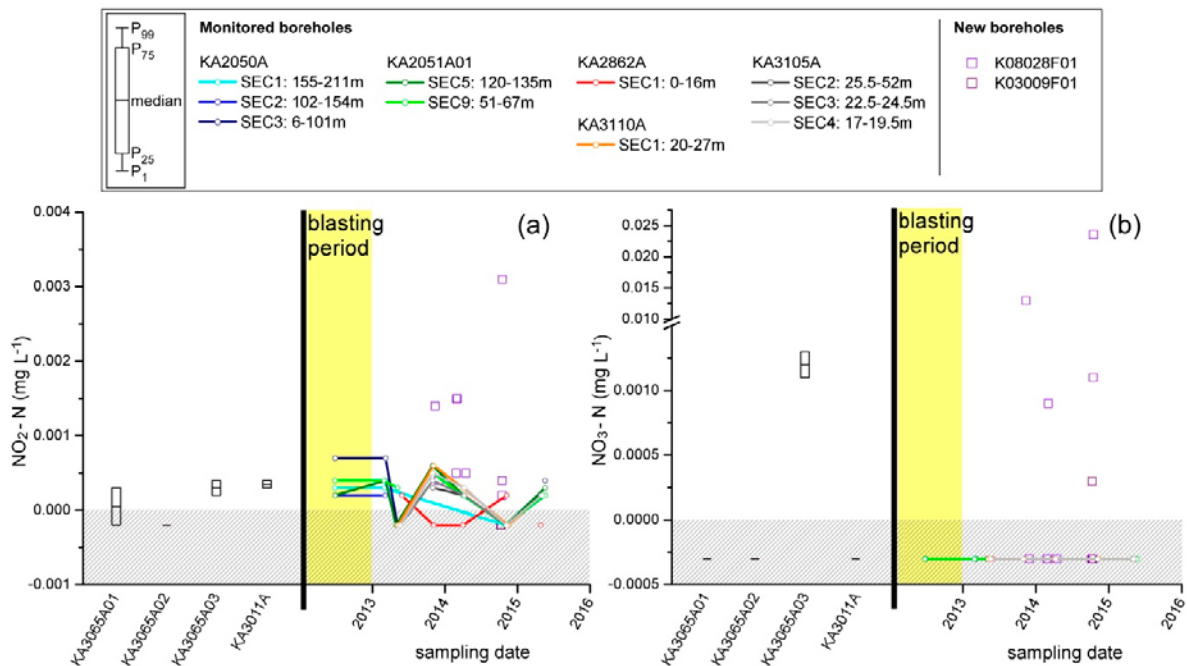 P99
P75
median
P25
P1
Monitored boreholes
KA2050A
SEC1: 155-211m
SEC2: 102-154m
SEC3: 6-101m
KA2051A01
SEC5: 120-135m
SEC9: 51-67m
KA2862A
SEC1: 0-16m
KA3110A
SEC1: 20-27m
KA3105A
SEC2: 25.5-52m
SEC3: 22.5-24.5m
SEC4: 17-19.5m
New boreholes
K08028F01
K03009F01
(a)
blasting
period
NO2- N (mg L-1)
0.004
0.003
0.002
0.001
0.000
-0.001
KA3065A01
KA3065A02
KA3065A03
KA3011A
2013
2014
2015
2016
sampling date
(b)
blasting
period
NO3- N (mg L-1)
0.025
0.020
0.015
0.010
0.0010
0.0005
0.0000
-0.0005
KA3065A01
KA3065A02
KA3065A03
KA3011A
2013
2014
2015
2016
sampling date